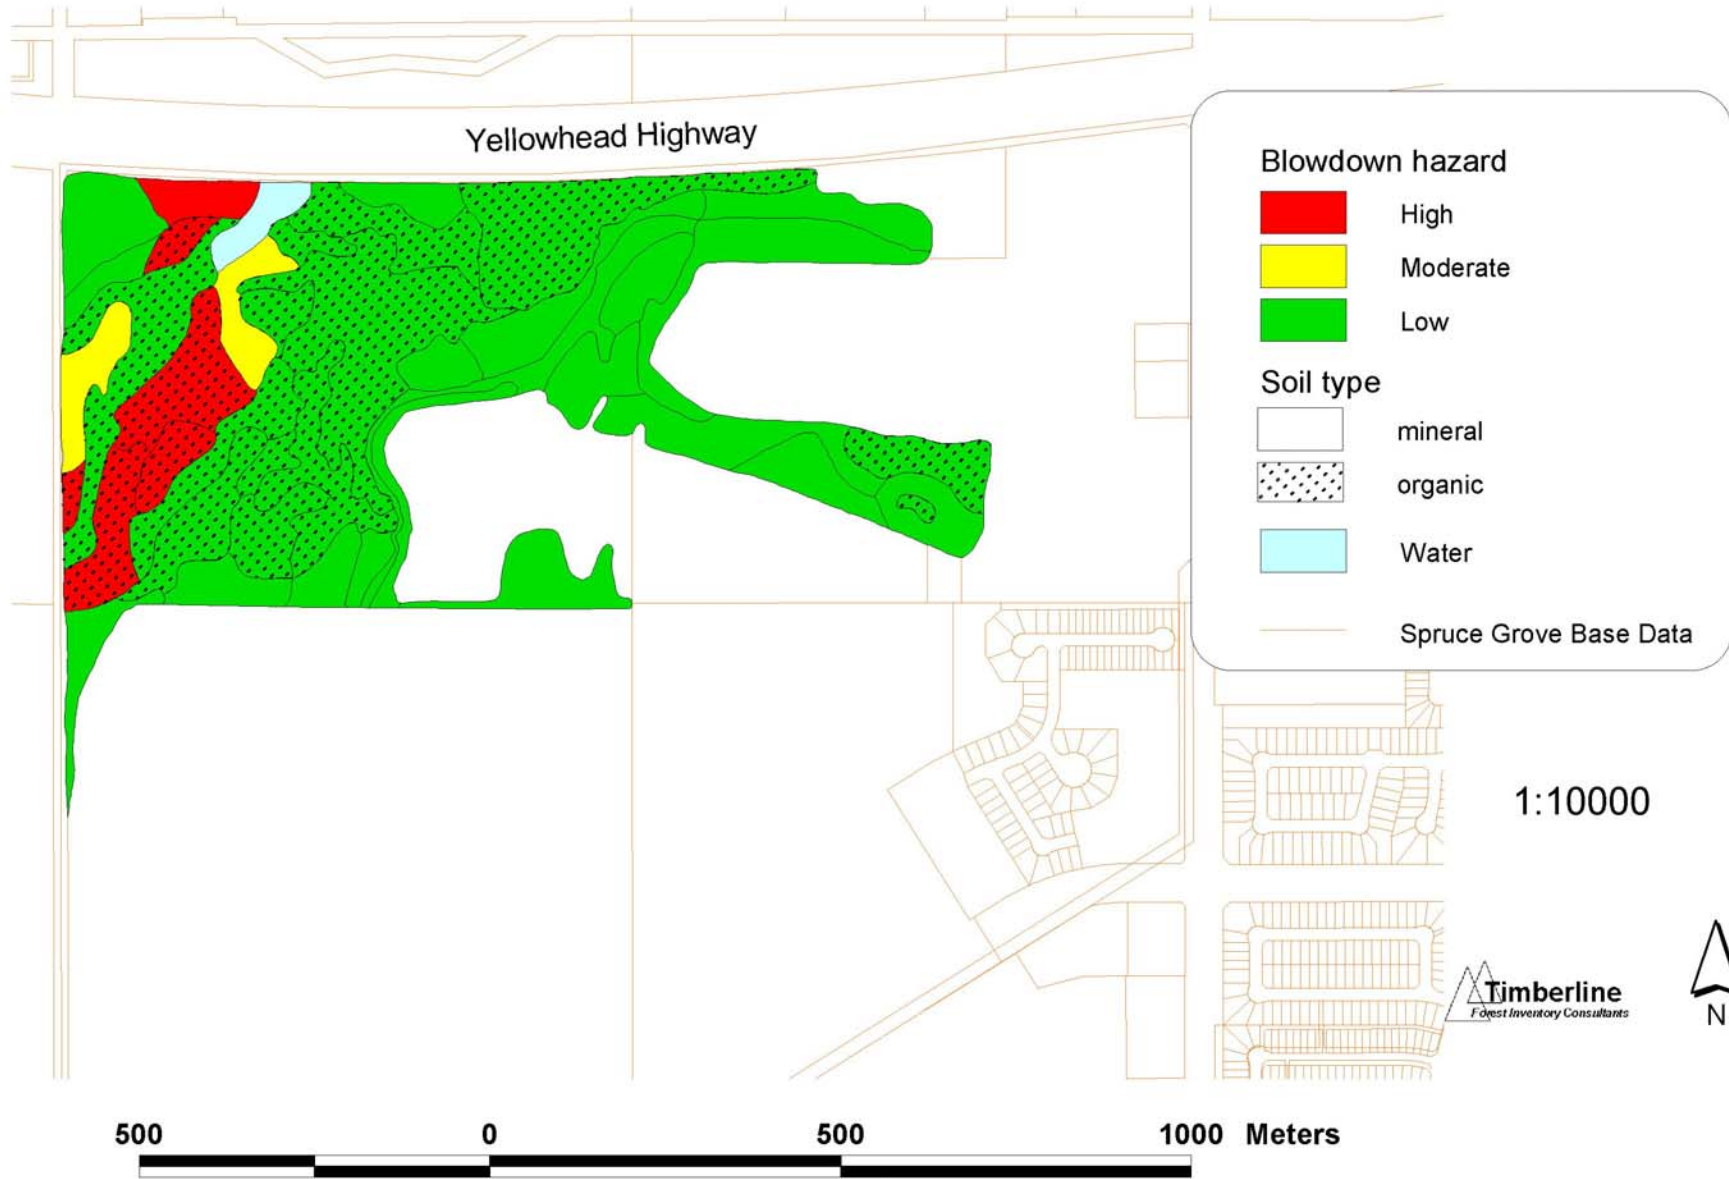 Yellowhead Highway
Blowdown hazard
High
Moderate
Low
Soil type
mineral
organic
Water
Spruce Grove Base Data
1:10000
Timberline
Forest Inventory Consultants
N
500 0 500 1000 Meters